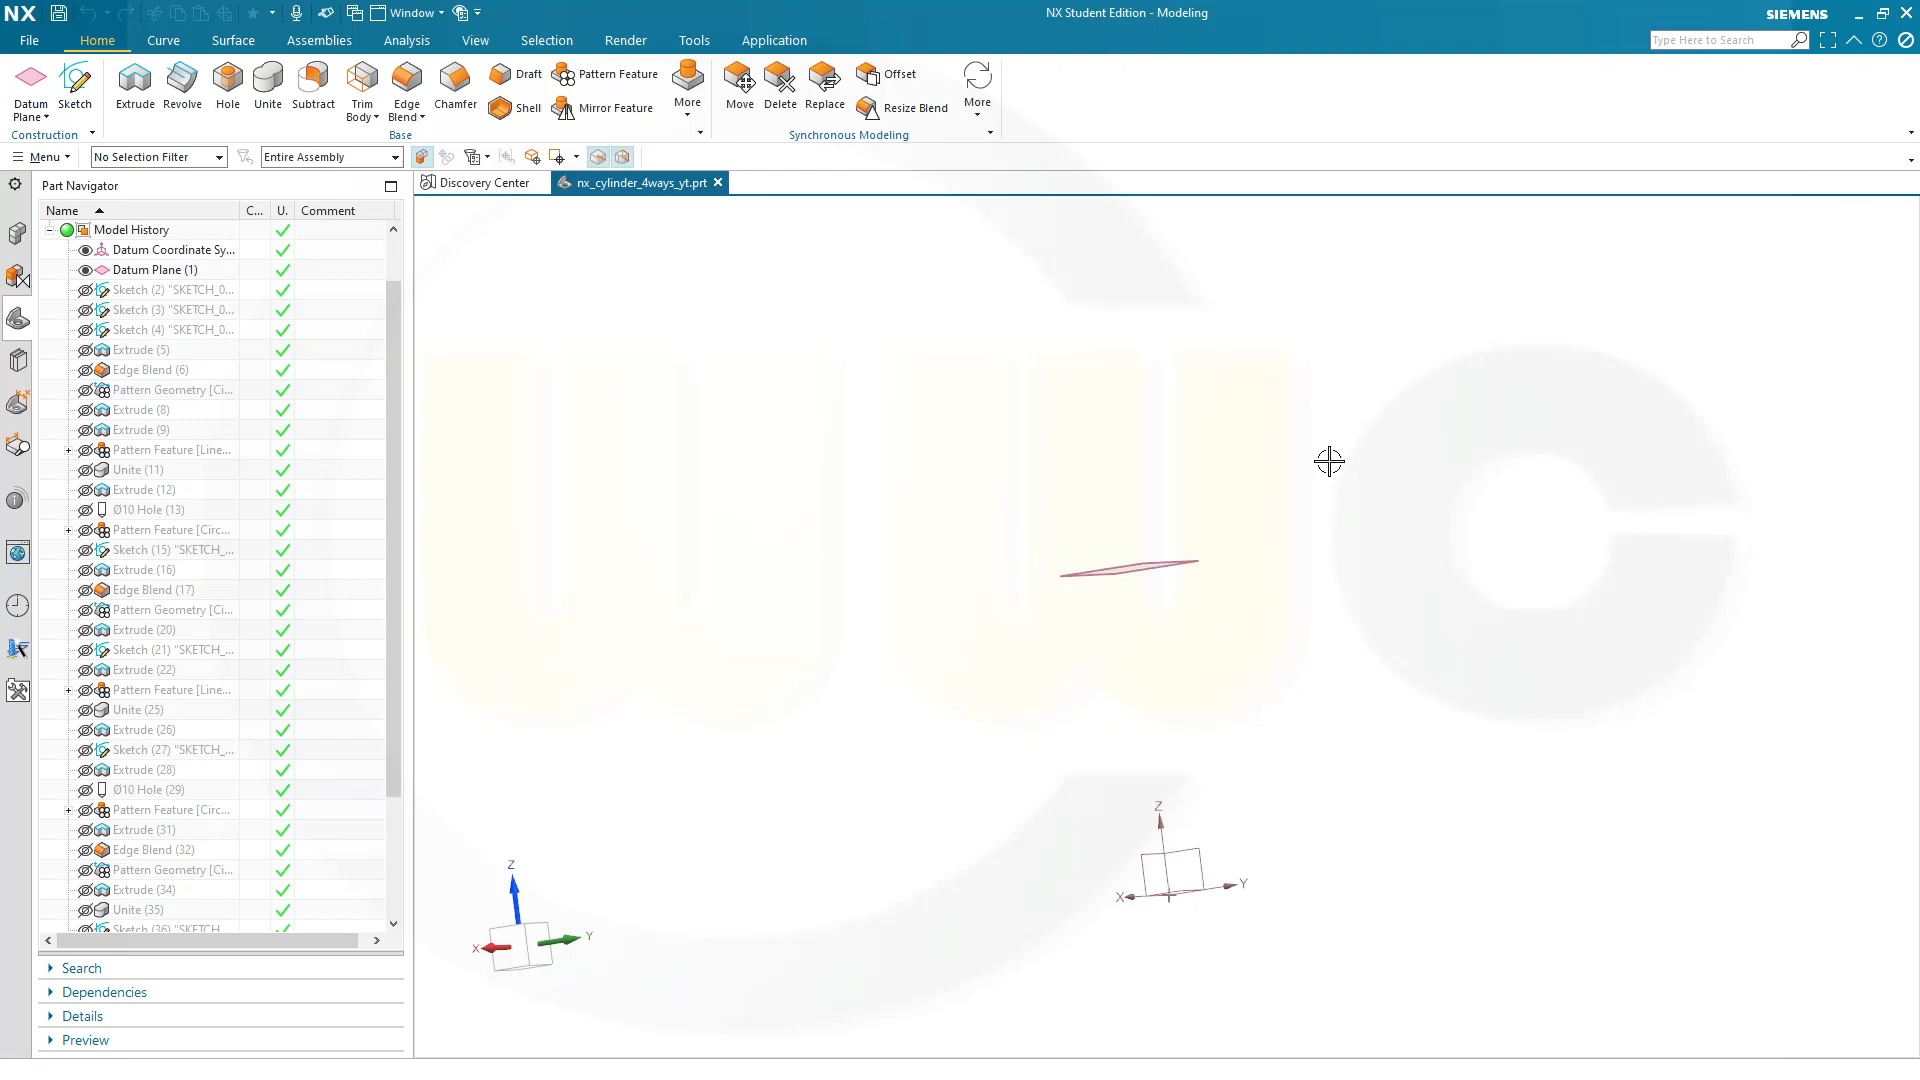 NX Window NX Student Edition - Modeling SIEMENS
File Home Curve Surface Assemblies Analysis View Selection Render Tools Application Type Here to Search
Datum Plane Sketch Extrude Revolve Hole Unite Subtract Trim Body Edge Blend Chamfer Draft Shell Pattern Feature Mirror Feature More Move Delete Replace Offset Resize Blend More
Construction Base Synchronous Modeling
Menu No Selection Filter Entire Assembly
Part Navigator Discovery Center nx_cylinder_4ways_yt.prt
Name C... U. Comment
Model History
Datum Coordinate Sy...
Datum Plane (1)
Sketch (2) "SKETCH_0...
Sketch (3) "SKETCH_0...
Sketch (4) "SKETCH_0...
Extrude (5)
Edge Blend (6)
Pattern Geometry [Ci...
Extrude (8)
Extrude (9)
Pattern Feature [Line...
Unite (11)
Extrude (12)
Ø10 Hole (13)
Pattern Feature [Circ...
Sketch (15) "SKETCH_...
Extrude (16)
Edge Blend (17)
Pattern Geometry [Ci...
Extrude (20)
Sketch (21) "SKETCH_...
Extrude (22)
Pattern Feature [Line...
Unite (25)
Extrude (26)
Sketch (27) "SKETCH_...
Extrude (28)
Ø10 Hole (29)
Pattern Feature [Circ...
Extrude (31)
Edge Blend (32)
Pattern Geometry [Ci...
Extrude (34)
Unite (35)
Sketch (36) "SKETCH
Search
Dependencies
Details
Preview
Z
X
Y
Z
X
Y